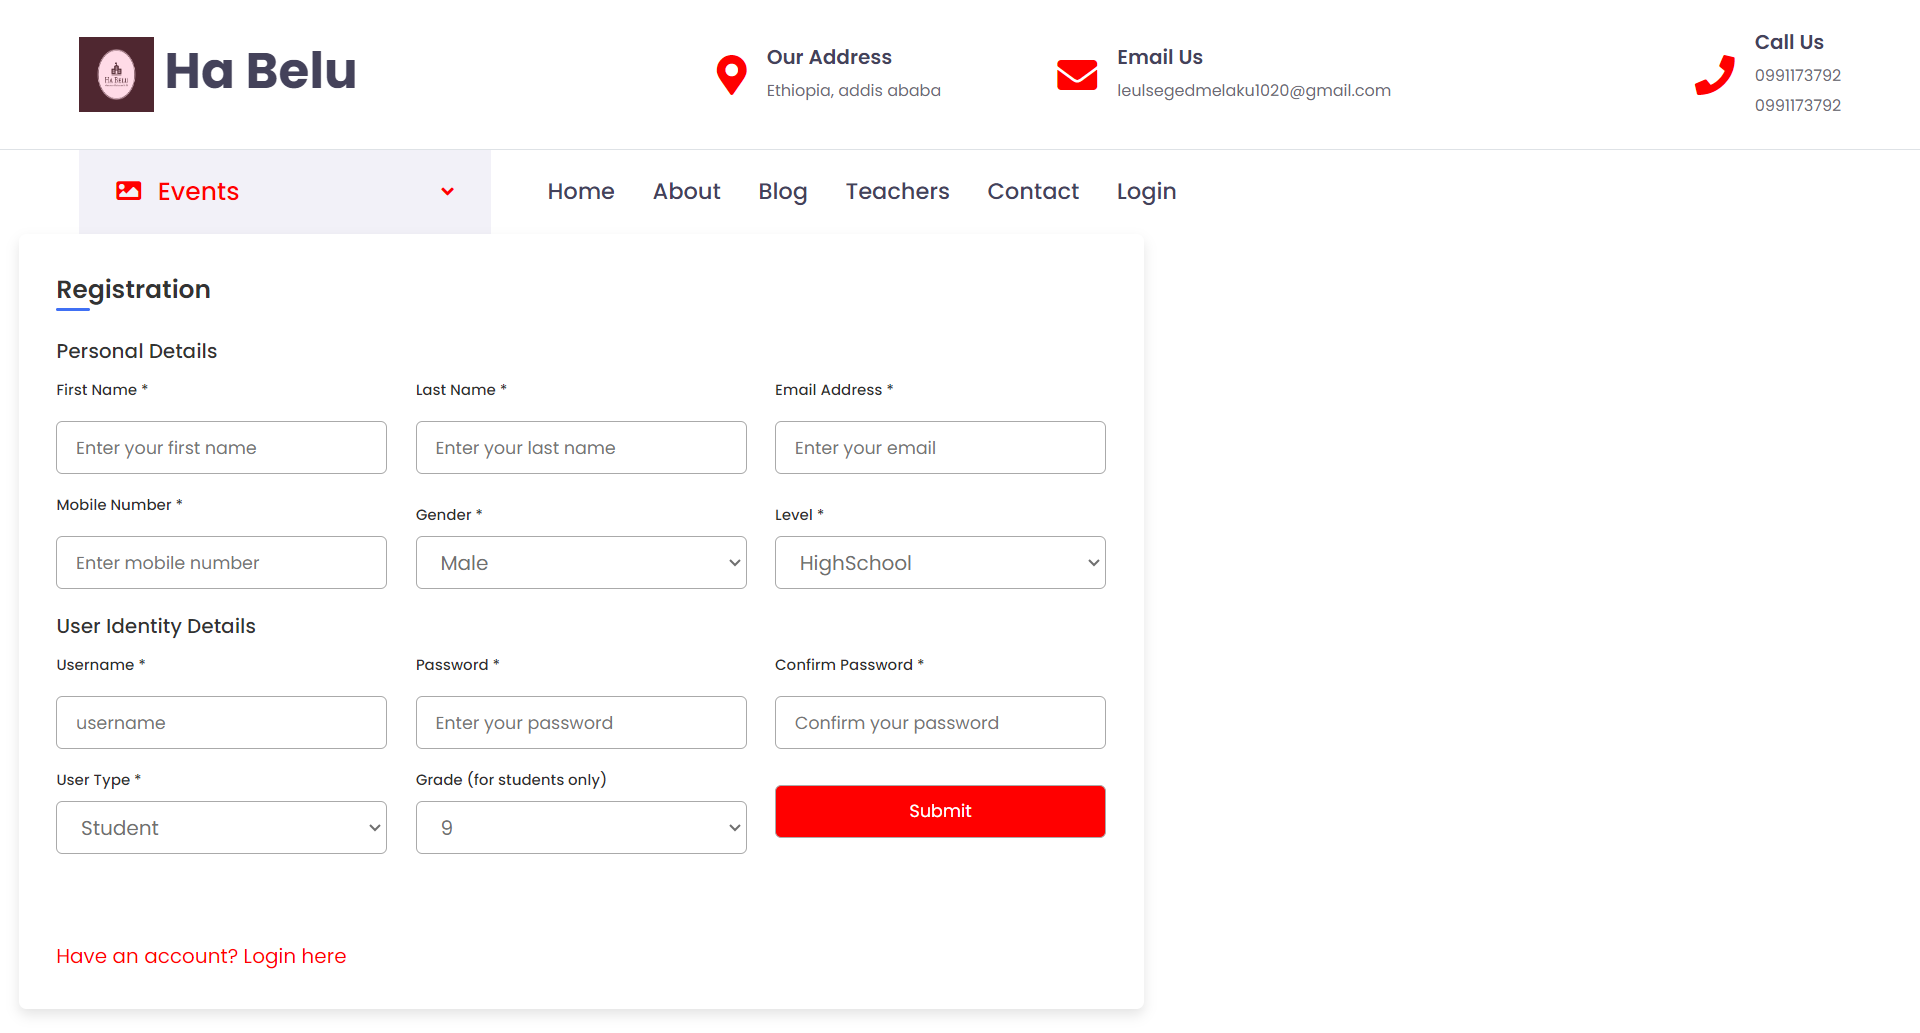 HA BELU
Ha Belu
Our Address
Ethiopia, addis ababa
Email Us
leulsegedmelaku1020@gmail.com
Call Us
0991173792
0991173792
Events
Home About Blog Teachers Contact Login
Registration
Personal Details
First Name * Last Name * Email Address *
Enter your first name Enter your last name Enter your email
Mobile Number * Gender * Level *
Enter mobile number Male HighSchool
User Identity Details
Username * Password * Confirm Password *
username Enter your password Confirm your password
User Type * Grade (for students only)
Student 9 Submit
Have an account? Login here